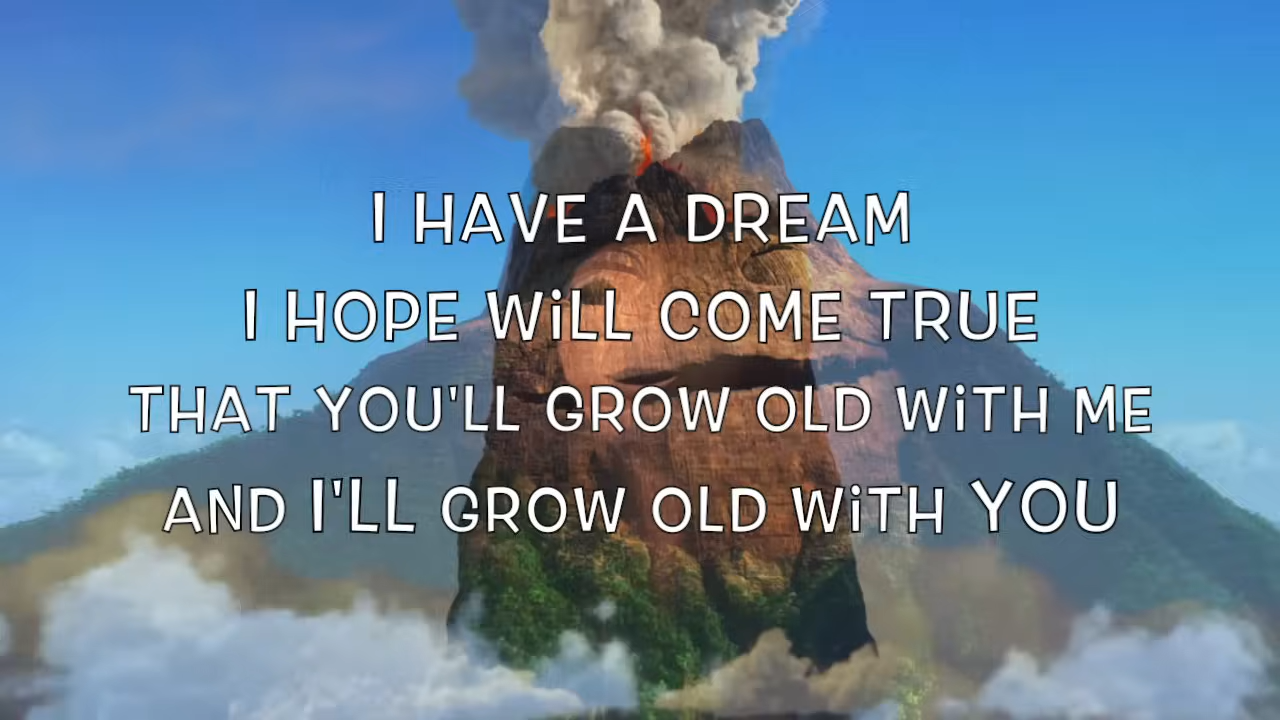 I HAVE A DREAM
I HOPE WiLL COME TRUE
THAT YOU'LL GROW OLD WiTH ME
AND I'LL GROW OLD WiTH YOU